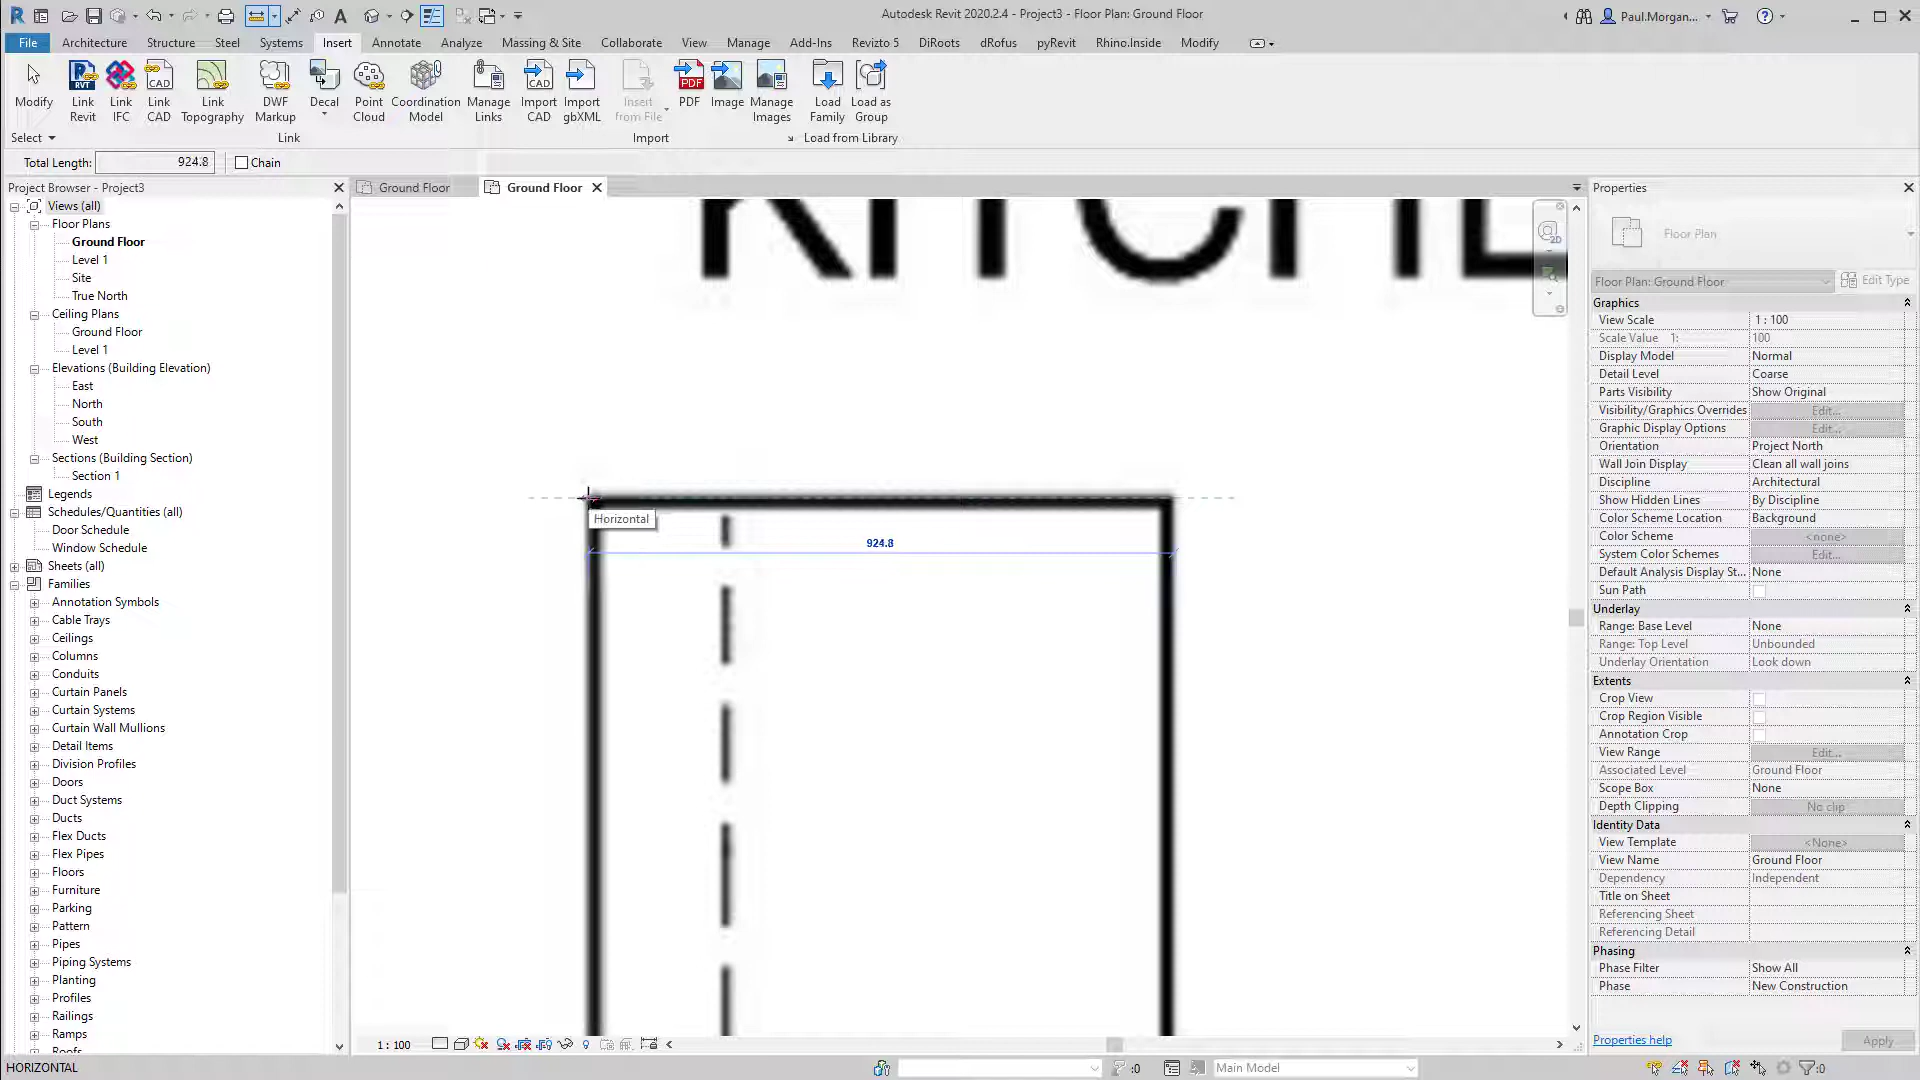 Autodesk Revit 2020.2.4 - Project3 - Floor Plan: Ground Floor
Paul.Morgan...
File Architecture Structure Steel Systems Insert Annotate Analyze Massing & Site Collaborate View Manage Add-Ins Revizto 5 DiRoots dRofus pyRevit Rhino.Inside Modify
Modify
Link Revit
Link IFC
Link CAD
Link Topography
DWF Markup
Decal
Point Cloud
Coordination Model
Manage Links
Import CAD
Import gbXML
Insert from File
PDF
Image
Manage Images
Load Family
Load as Group
Select
Link
Import
Load from Library
Total Length: 924.8 Chain
Project Browser - Project3
Views (all)
Floor Plans
Ground Floor
Level 1
Site
True North
Ceiling Plans
Ground Floor
Level 1
Elevations (Building Elevation)
East
North
South
West
Sections (Building Section)
Section 1
Legends
Schedules/Quantities (all)
Door Schedule
Window Schedule
Sheets (all)
Families
Annotation Symbols
Cable Trays
Ceilings
Columns
Conduits
Curtain Panels
Curtain Systems
Curtain Wall Mullions
Detail Items
Division Profiles
Doors
Duct Systems
Ducts
Flex Ducts
Flex Pipes
Floors
Furniture
Parking
Pattern
Pipes
Piping Systems
Planting
Profiles
Railings
Ramps
Roofs
Ground Floor
Ground Floor
2D
Horizontal
924.8
1 : 100
Properties
Floor Plan
Floor Plan: Ground Floor Edit Type
Graphics
View Scale 1 : 100
Scale Value 1: 100
Display Model Normal
Detail Level Coarse
Parts Visibility Show Original
Visibility/Graphics Overrides Edit...
Graphic Display Options Edit...
Orientation Project North
Wall Join Display Clean all wall joins
Discipline Architectural
Show Hidden Lines By Discipline
Color Scheme Location Background
Color Scheme <none>
System Color Schemes Edit...
Default Analysis Display St... None
Sun Path
Underlay
Range: Base Level None
Range: Top Level Unbounded
Underlay Orientation Look down
Extents
Crop View
Crop Region Visible
Annotation Crop
View Range Edit...
Associated Level Ground Floor
Scope Box None
Depth Clipping No clip
Identity Data
View Template <None>
View Name Ground Floor
Dependency Independent
Title on Sheet
Referencing Sheet
Referencing Detail
Phasing
Phase Filter Show All
Phase New Construction
Properties help Apply
HORIZONTAL
:0
Main Model
:0